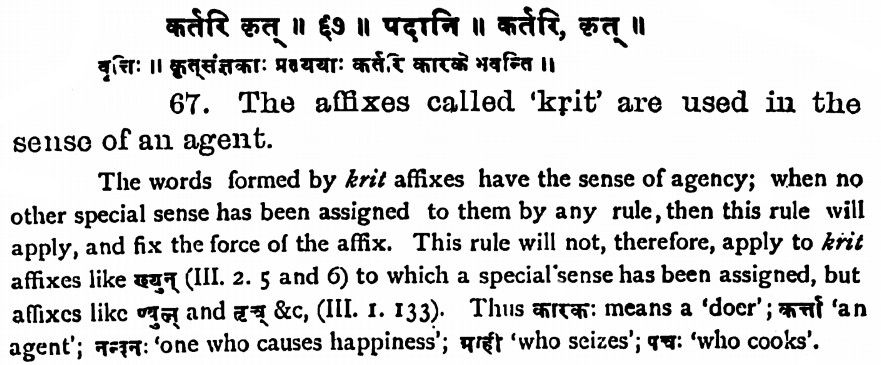 कर्तरि कृत् ॥ ६७ ॥ पदानि ॥ कर्तरि, कृत् ॥
वृत्तिः ॥ कृत्संज्ञकाः प्रत्ययाः कर्तरि कारके भवन्ति ॥
67. The affixes called 'kṛit' are used in the
sense of an agent.
The words formed by krit affixes have the sense of agency; when no
other special sense has been assigned to them by any rule, then this rule will
apply, and fix the force of the affix. This rule will not, therefore, apply to kṛit
affixes like ख्युन् (III. 2. 5 and 6) to which a special sense has been assigned, but
affixes like ण्वुल् and तृच् &c, (III. 1. 133). Thus कारकः means a 'doer'; कर्त्ता 'an
agent'; नन्दनः 'one who causes happiness'; ग्राही 'who seizes'; पचः 'who cooks'.